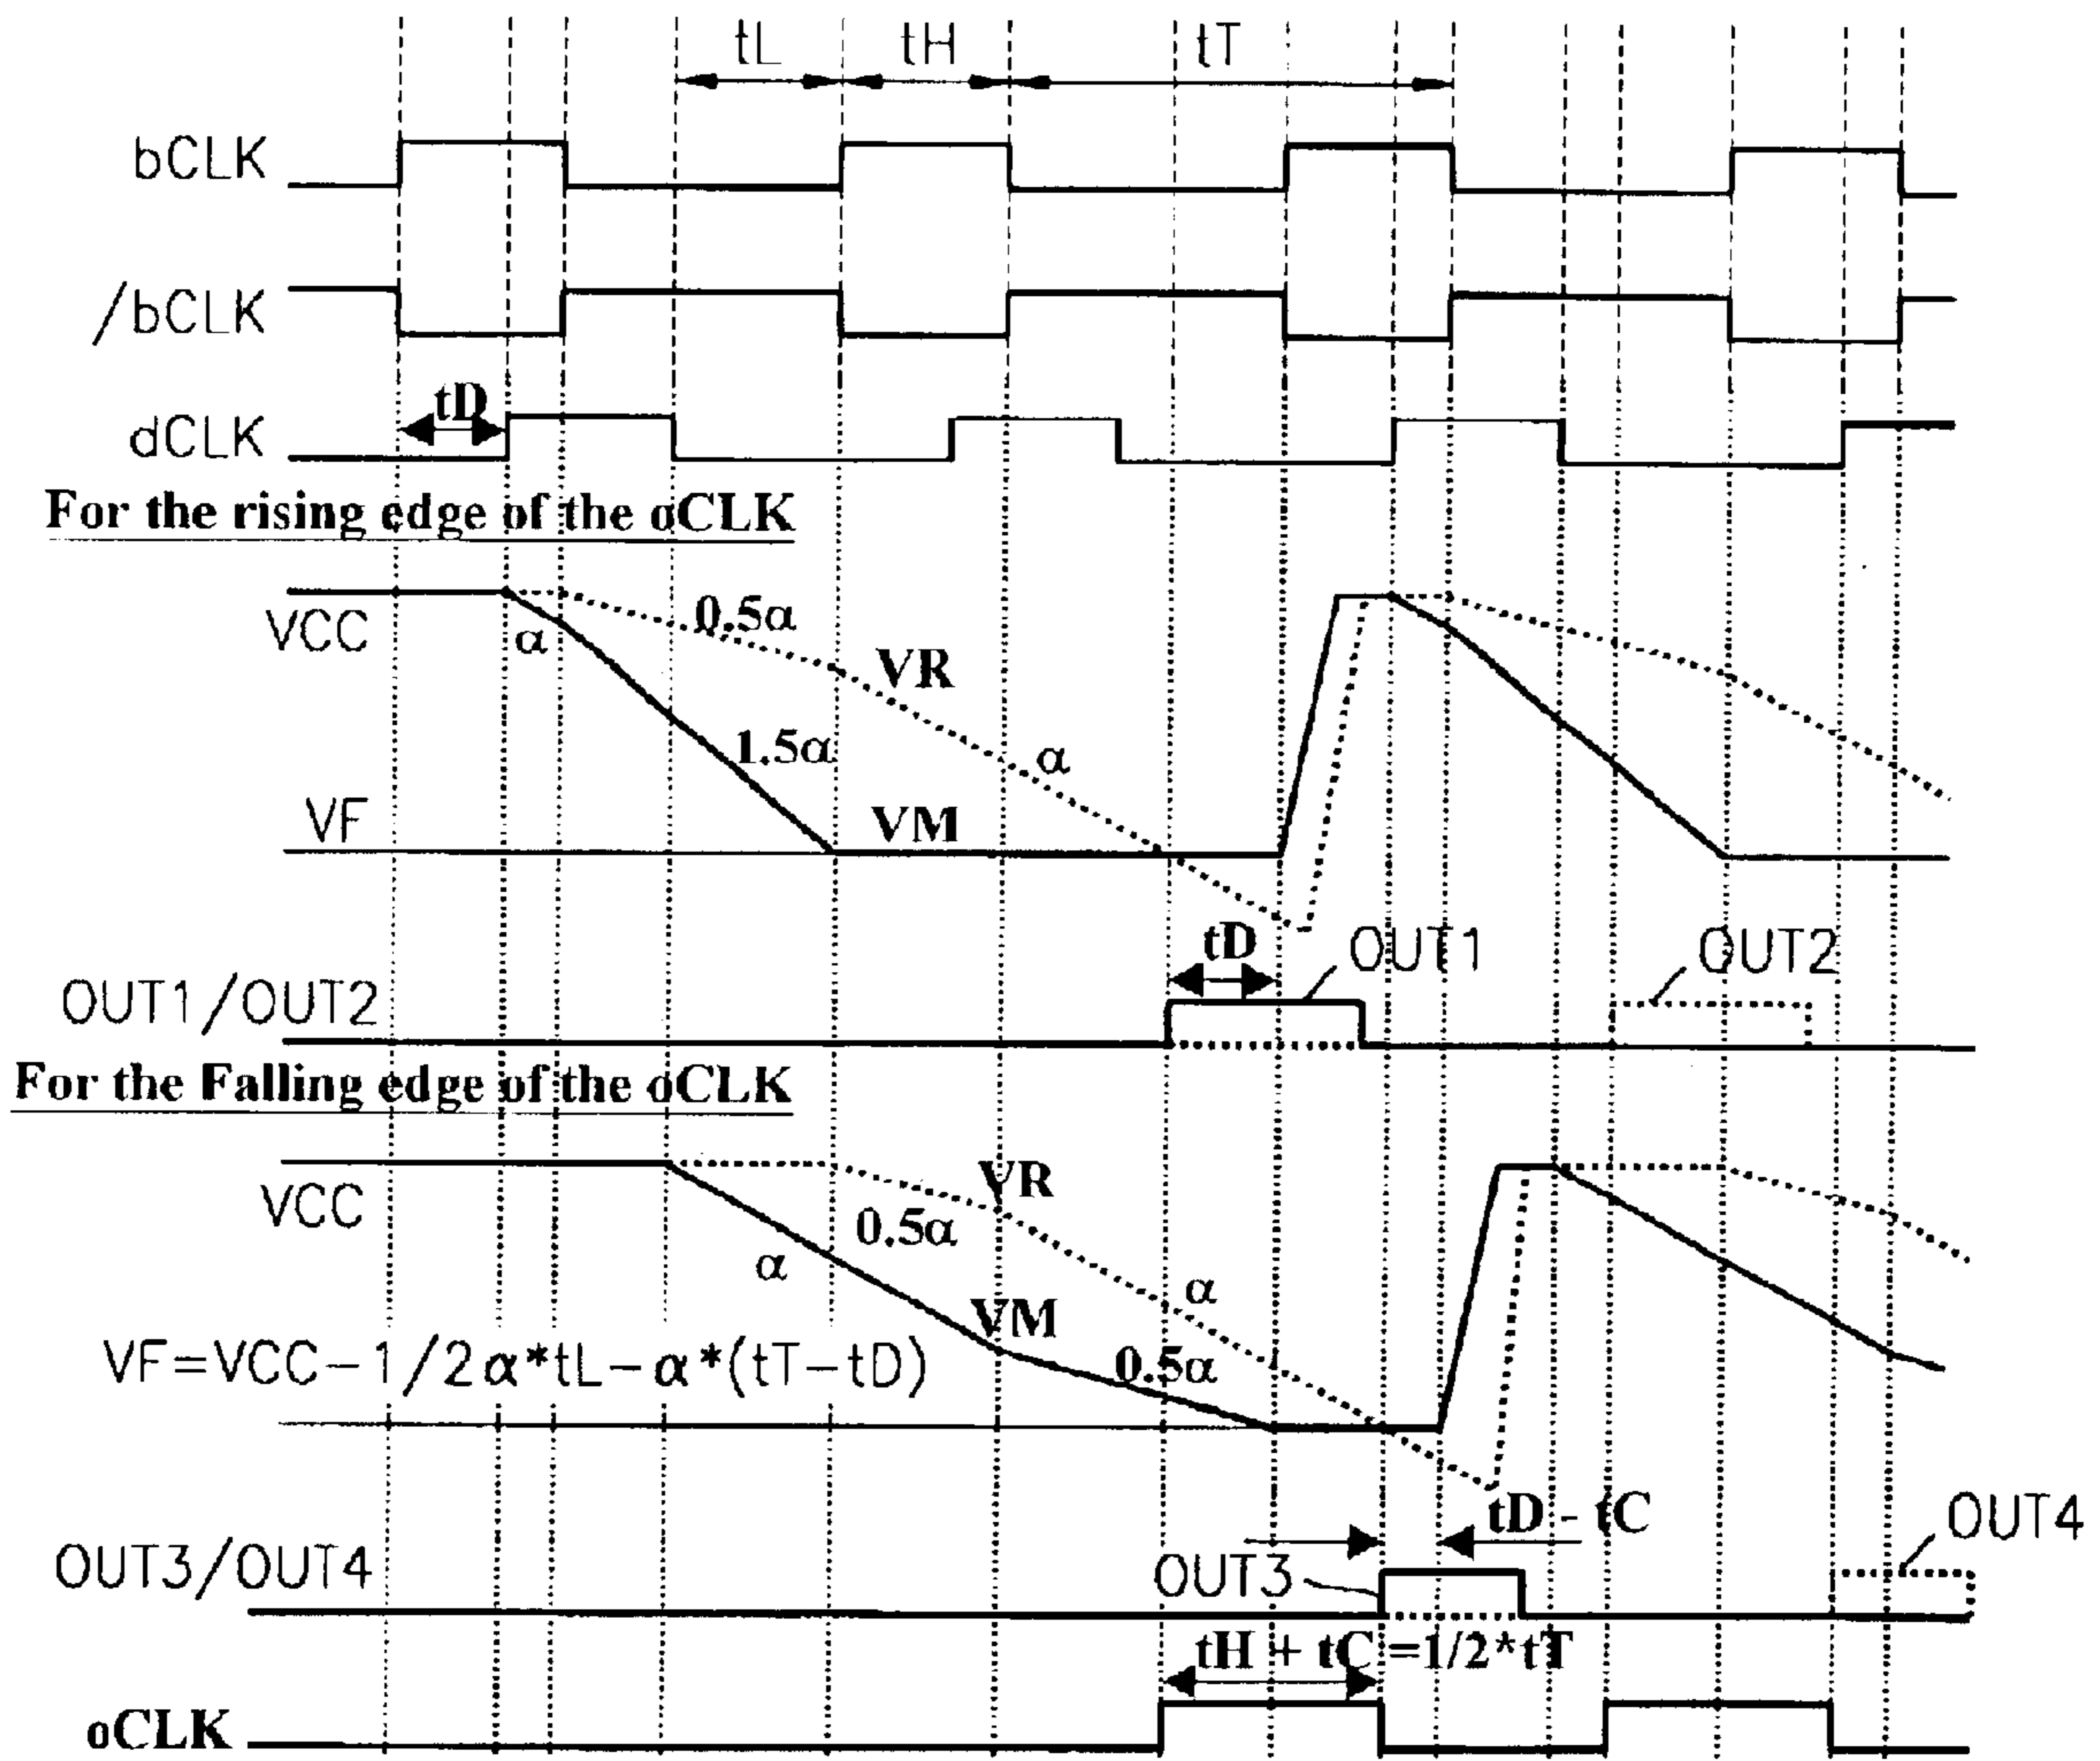 tL tH tT
bCLK
/bCLK
tD
dCLK
For the rising edge of the oCLK
VCC
0.5α
α
VR
1.5α
α
VF
VM
tD
OUT1
OUT2
OUT1/OUT2
For the Falling edge of the oCLK
VCC
VR
0.5α
α
α
VM
VF=VCC-1/2α*tL-α*(tT-tD)
0.5α
tD - tC
OUT4
OUT3/OUT4
OUT3
tH + tC =1/2*tT
oCLK